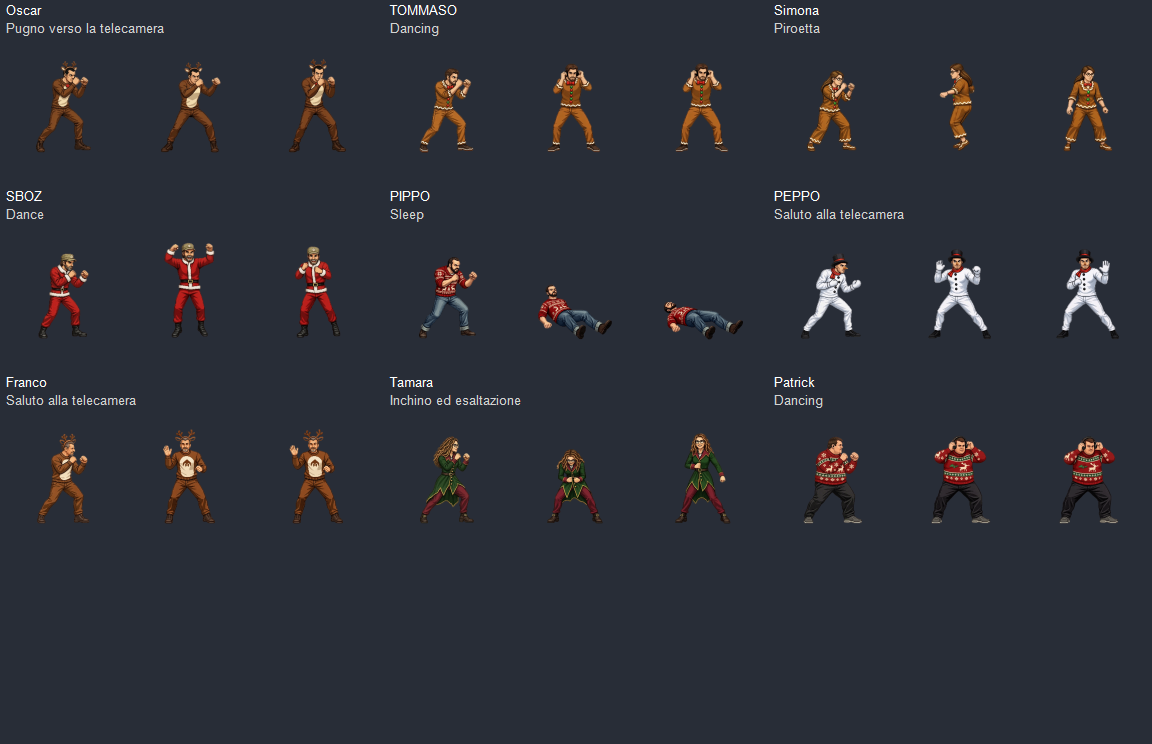 Oscar
Pugno verso la telecamera
TOMMASO
Dancing
Simona
Piroetta
SBOZ
Dance
PIPPO
Sleep
PEPPO
Saluto alla telecamera
Franco
Saluto alla telecamera
Tamara
Inchino ed esaltazione
Patrick
Dancing